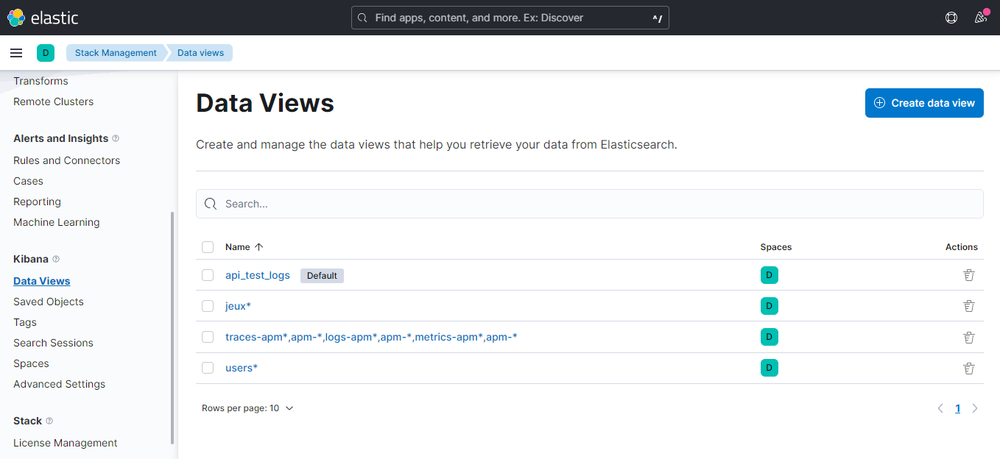 elastic
Find apps, content, and more. Ex: Discover ^/
D Stack Management Data views
Transforms
Remote Clusters
Alerts and Insights
Rules and Connectors
Cases
Reporting
Machine Learning
Kibana
Data Views
Saved Objects
Tags
Search Sessions
Spaces
Advanced Settings
Stack
License Management
Data Views
Create data view
Create and manage the data views that help you retrieve your data from Elasticsearch.
Search...
Name Spaces Actions
api_test_logs Default D
jeux* D
traces-apm*,apm-*,logs-apm*,apm-*,metrics-apm*,apm-* D
users* D
Rows per page: 10 1